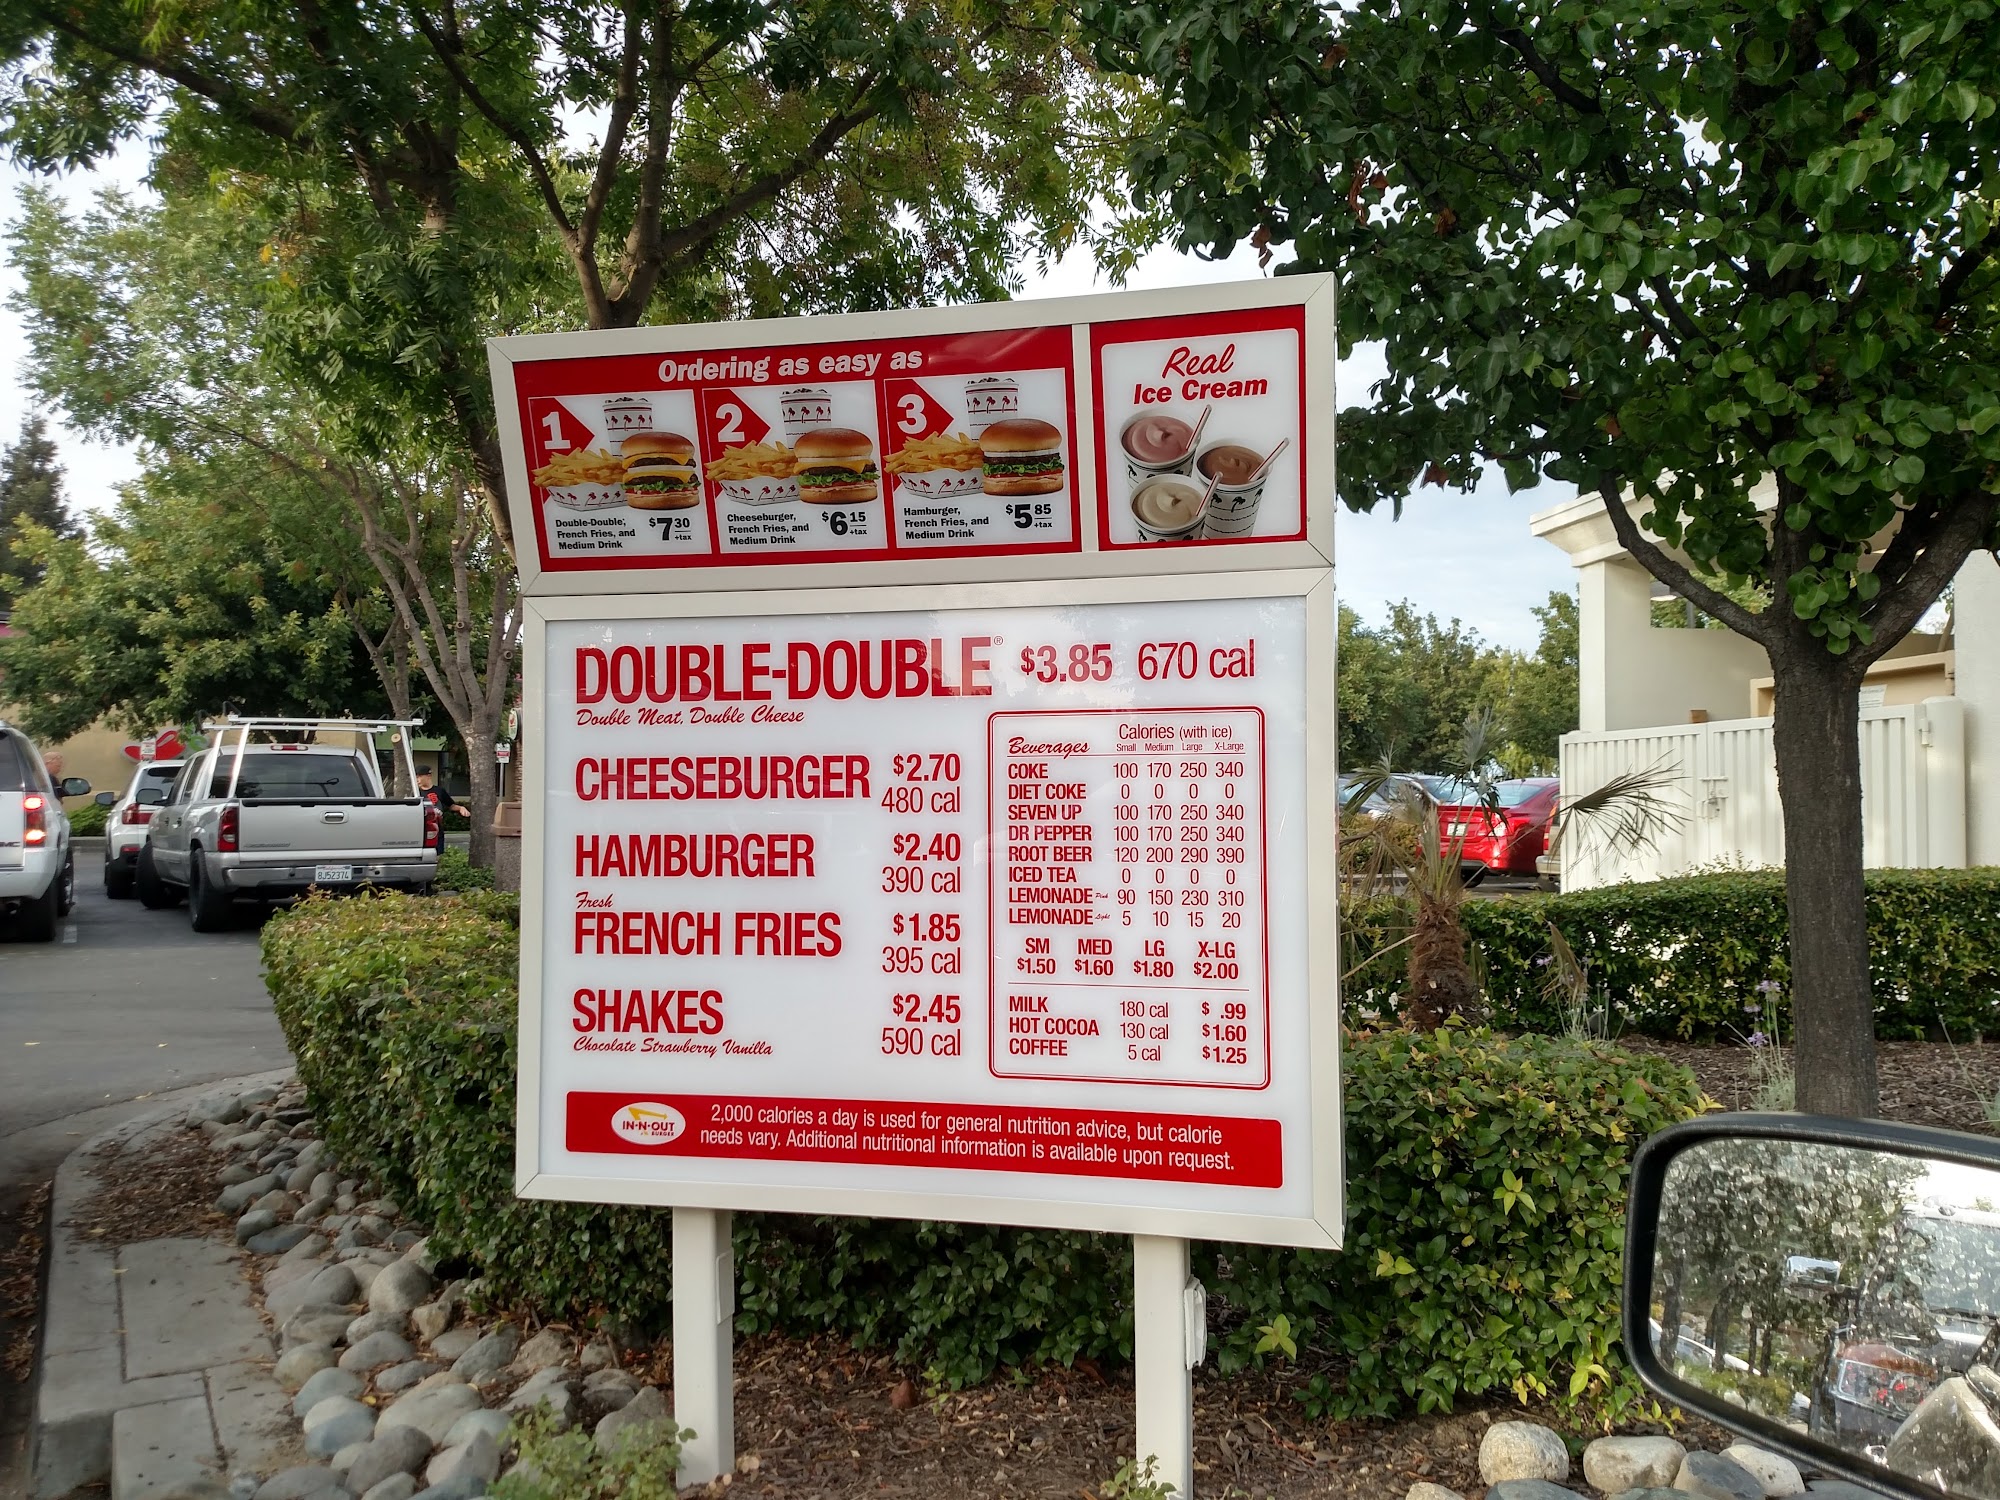 Ordering as easy as
1
Double-Double®,
French Fries, and
Medium Drink
$7.30
+tax
2
Cheeseburger,
French Fries, and
Medium Drink
$6.15
+tax
3
Hamburger,
French Fries, and
Medium Drink
$5.85
+tax
Real
Ice Cream
DOUBLE-DOUBLE® $3.85 670 cal
Double Meat, Double Cheese
CHEESEBURGER $2.70
480 cal
HAMBURGER $2.40
390 cal
Fresh
FRENCH FRIES $1.85
395 cal
SHAKES $2.45
Chocolate Strawberry Vanilla 590 cal
Beverages Calories (with ice)
Small Medium Large X-Large
COKE 100 170 250 340
DIET COKE 0 0 0 0
SEVEN UP 100 170 250 340
DR PEPPER 100 170 250 340
ROOT BEER 120 200 290 390
ICED TEA 0 0 0 0
LEMONADE Pink 90 150 230 310
LEMONADE Light 5 10 15 20
SM MED LG X-LG
$1.50 $1.60 $1.80 $2.00
MILK 180 cal $ .99
HOT COCOA 130 cal $1.60
COFFEE 5 cal $1.25
IN-N-OUT
BURGER
2,000 calories a day is used for general nutrition advice, but calorie
needs vary. Additional nutritional information is available upon request.
8J52374